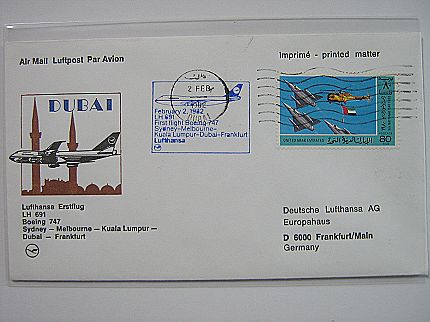 Air Mail Luftpost Par Avion
Imprimé - printed matter
DUBAI
2 FEB
February 2, 1982
LH 691
First flight Boeing 747
Sydney-Melbourne-
Kuala Lumpur-Dubai-Frankfurt
Lufthansa
80
UNITED ARAB EMIRATES
Lufthansa Erstflug
LH 691
Boeing 747
Sydney – Melbourne – Kuala Lumpur –
Dubai – Frankfurt
Deutsche Lufthansa AG
Europahaus
D 6000 Frankfurt/Main
Germany